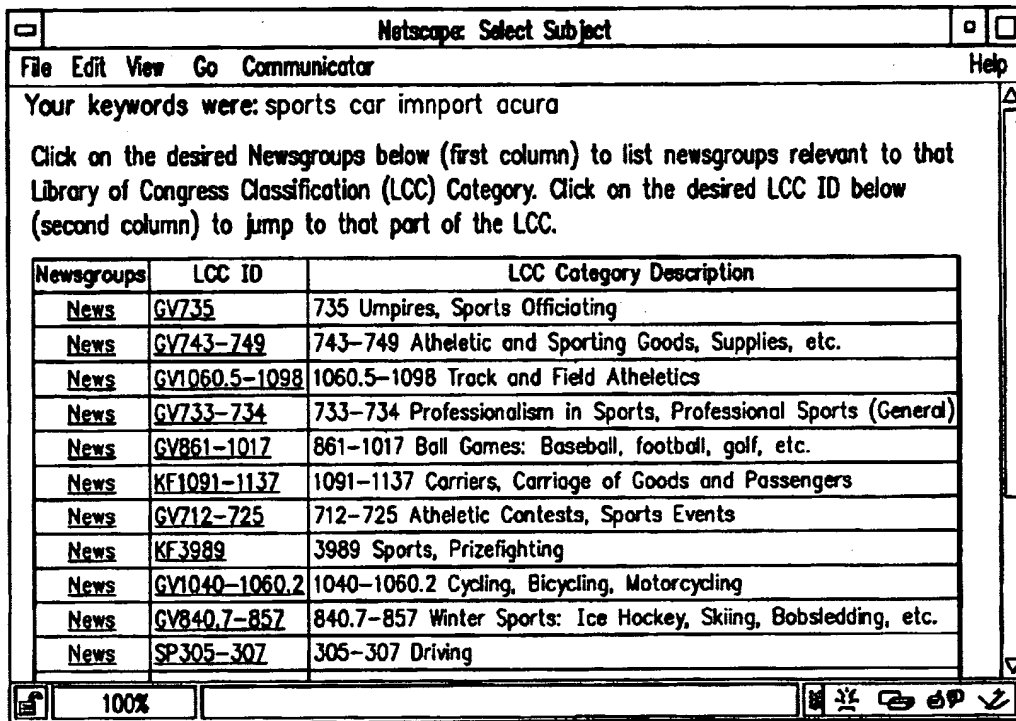 Netscape: Select Subject
File Edit View Go Communicator Help
Your keywords were: sports car imnport acura
Click on the desired Newsgroups below (first column) to list newsgroups relevant to that
Library of Congress Classification (LCC) Category. Click on the desired LCC ID below
(second column) to jump to that part of the LCC.
Newsgroups LCC ID LCC Category Description
News GV735 735 Umpires, Sports Officiating
News GV743-749 743-749 Atheletic and Sporting Goods, Supplies, etc.
News GV1060.5-1098 1060.5-1098 Track and Field Atheletics
News GV733-734 733-734 Professionalism in Sports, Professional Sports (General)
News GV861-1017 861-1017 Ball Games: Baseball, football, golf, etc.
News KF1091-1137 1091-1137 Carriers, Carriage of Goods and Passengers
News GV712-725 712-725 Atheletic Contests, Sports Events
News KF3989 3989 Sports, Prizefighting
News GV1040-1060.2 1040-1060.2 Cycling, Bicycling, Motorcycling
News GV840.7-857 840.7-857 Winter Sports: Ice Hockey, Skiing, Bobsledding, etc.
News SP305-307 305-307 Driving
100%